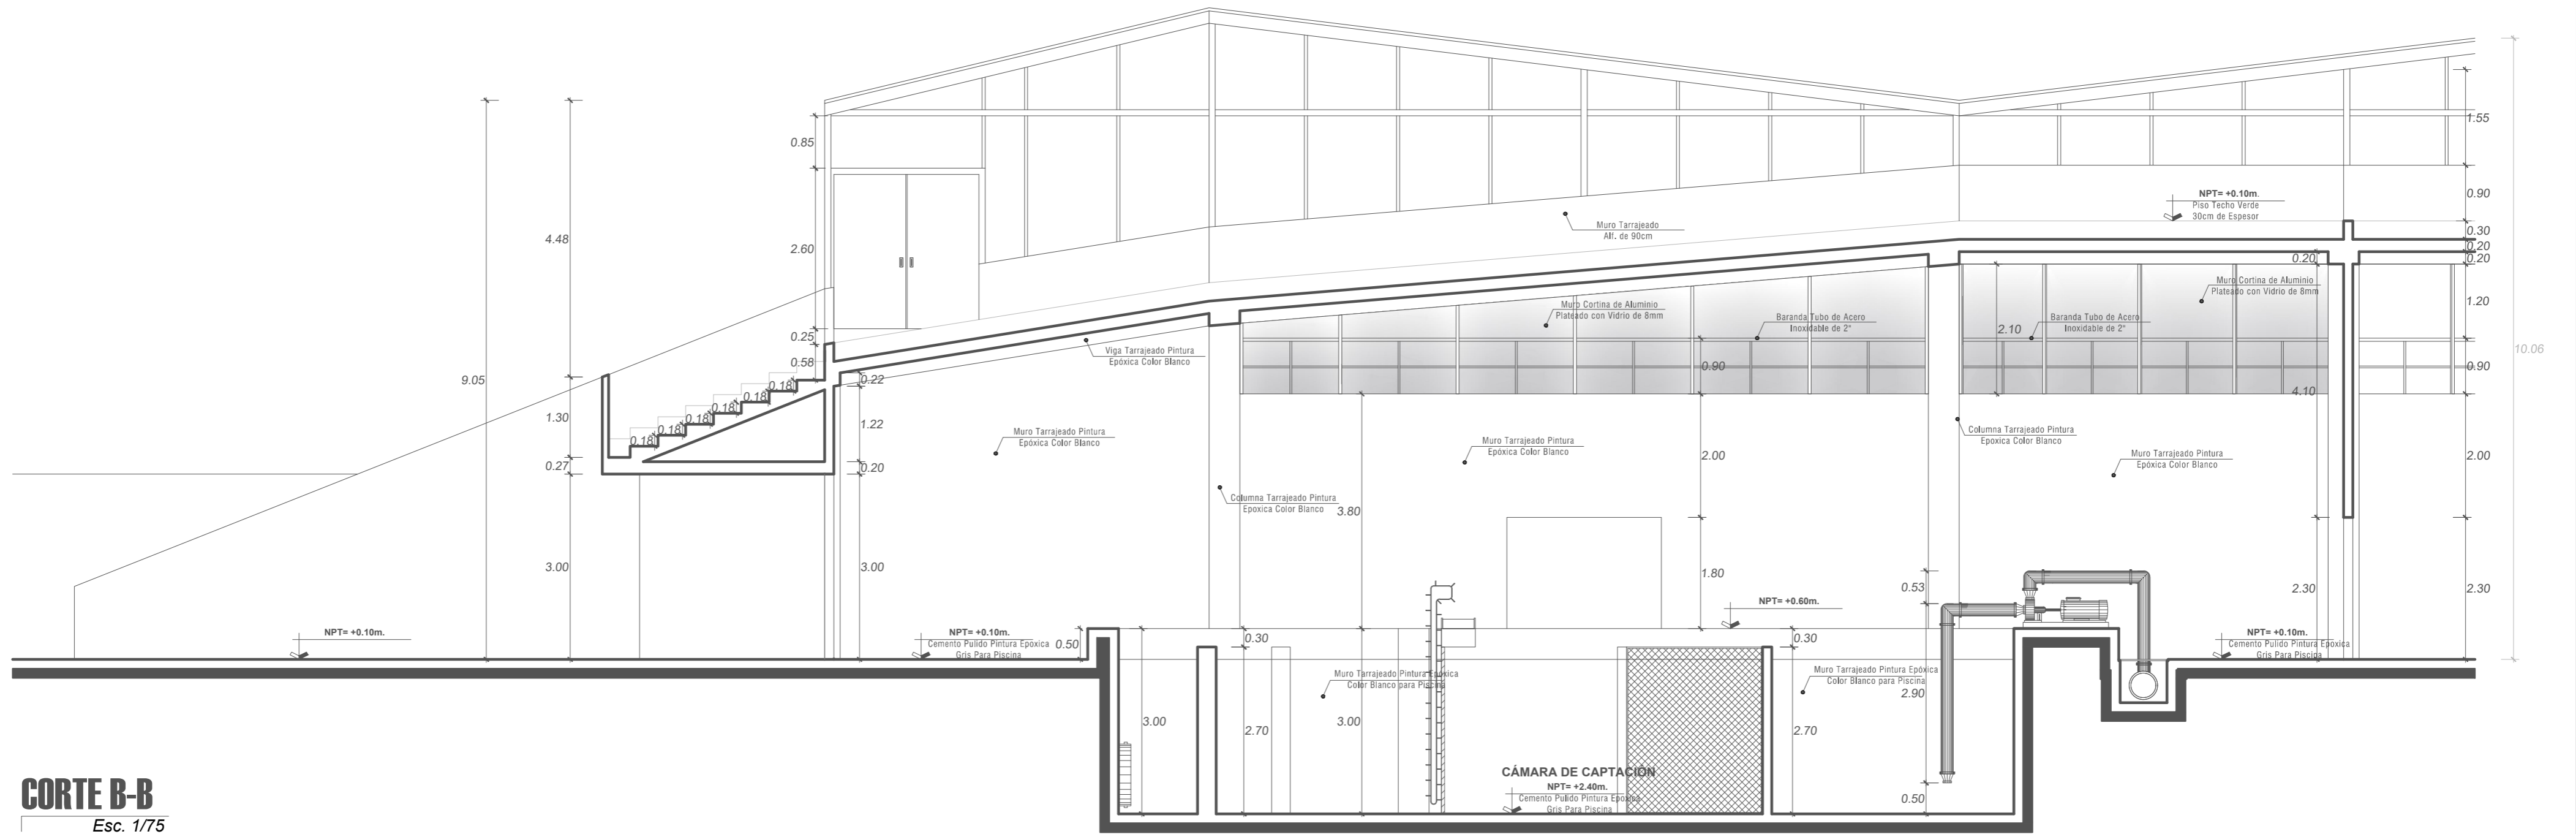 10.06
1.55
0.90
0.30
0.20
0.20
1.20
0.90
2.00
2.30
9.05
4.48
1.30
0.27
3.00
0.85
2.60
0.25
0.58
0.18
0.18
0.18
0.18
0.18
0.18
0.22
1.22
0.20
3.00
NPT= +0.10m.
NPT= +0.10m.
Cemento Pulido Pintura Epóxica
Gris Para Piscina
0.50
Viga Tarrajeado Pintura
Epóxica Color Blanco
Muro Tarrajeado Pintura
Epóxica Color Blanco
Columna Tarrajeado Pintura
Epoxica Color Blanco
3.80
Muro Tarrajeado
Alf. de 90cm
Muro Cortina de Aluminio
Plateado con Vidrio de 8mm
Baranda Tubo de Acero
Inoxidable de 2"
Muro Tarrajeado Pintura
Epóxica Color Blanco
0.90
2.00
1.80
NPT= +0.60m.
NPT= +0.10m.
Piso Techo Verde
30cm de Espesor
Muro Cortina de Aluminio
Plateado con Vidrio de 8mm
Baranda Tubo de Acero
Inoxidable de 2"
2.10
0.20
4.10
2.30
Columna Tarrajeado Pintura
Epoxica Color Blanco
Muro Tarrajeado Pintura
Epóxica Color Blanco
0.53
2.90
0.50
NPT= +0.10m.
Cemento Pulido Pintura Epóxica
Gris Para Piscina
0.30
0.30
Muro Tarrajeado Pintura Epóxica
Color Blanco para Piscina
Muro Tarrajeado Pintura Epóxica
Color Blanco para Piscina
3.00
2.70
3.00
2.70
CÁMARA DE CAPTACIÓN
NPT= +2.40m.
Cemento Pulido Pintura Epóxica
Gris Para Piscina
CORTE B-B
Esc. 1/75